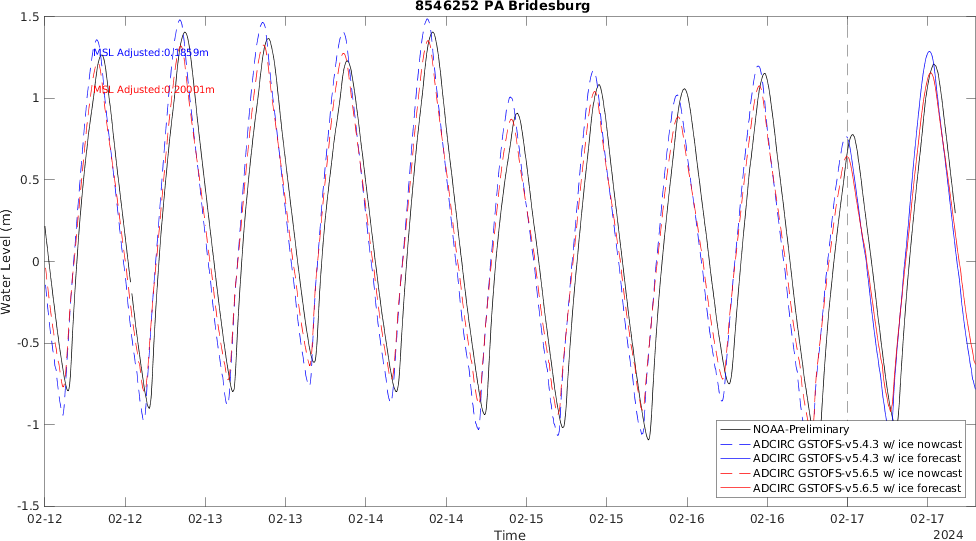 8546252 PA Bridesburg
1.5
MSL Adjusted:0.1859m
1
MSL Adjusted:0.20001m
0.5
0
Water Level (m)
-0.5
-1
-1.5
NOAA-Preliminary
ADCIRC GSTOFS-v5.4.3 w/ ice nowcast
ADCIRC GSTOFS-v5.4.3 w/ ice forecast
ADCIRC GSTOFS-v5.6.5 w/ ice nowcast
ADCIRC GSTOFS-v5.6.5 w/ ice forecast
02-12 02-12 02-13 02-13 02-14 02-14 02-15 02-15 02-16 02-16 02-17 02-17
Time
2024